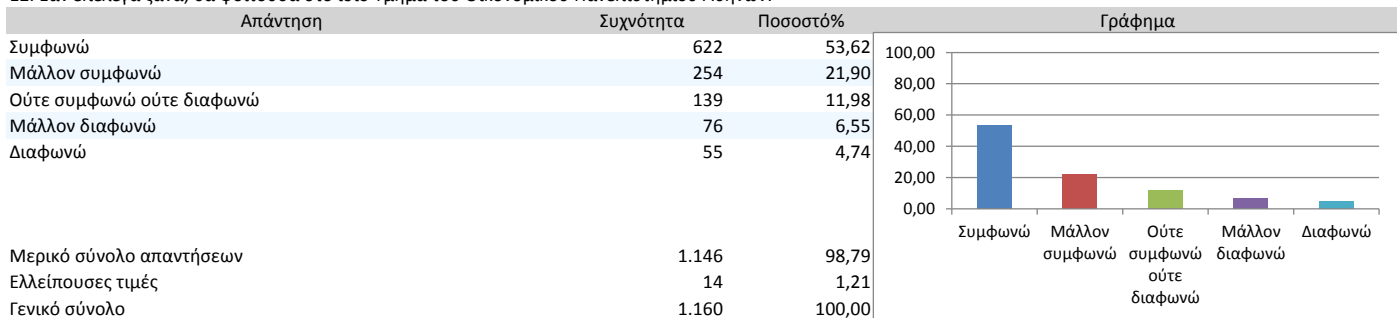 Απάντηση Συχνότητα Ποσοστό% Γράφημα
Συμφωνώ 622 53,62
Μάλλον συμφωνώ 254 21,90
Ούτε συμφωνώ ούτε διαφωνώ 139 11,98
Μάλλον διαφωνώ 76 6,55
Διαφωνώ 55 4,74
Μερικό σύνολο απαντήσεων 1.146 98,79
Ελλείπουσες τιμές 14 1,21
Γενικό σύνολο 1.160 100,00
100,00
80,00
60,00
40,00
20,00
0,00
Συμφωνώ Μάλλον Ούτε Μάλλον Διαφωνώ
συμφωνώ συμφωνώ διαφωνώ
ούτε
διαφωνώ